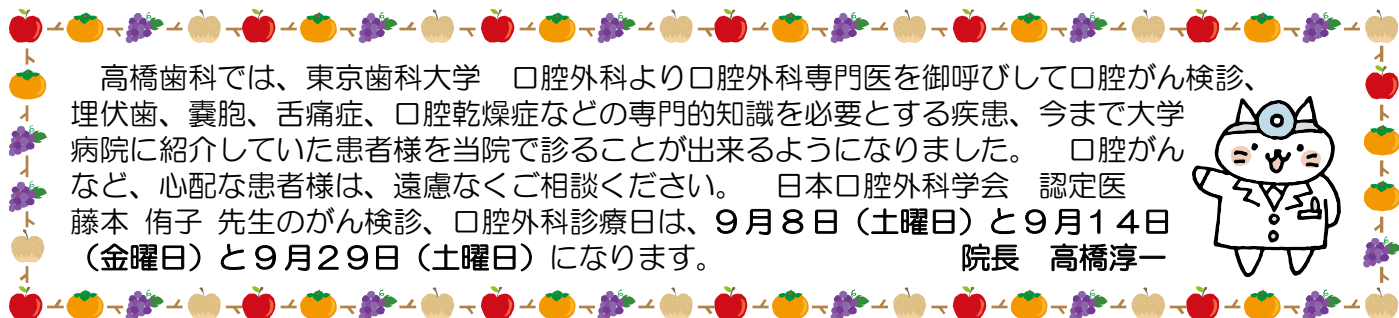 高橋歯科では、東京歯科大学　口腔外科より口腔外科専門医を御呼びして口腔がん検診、
埋伏歯、嚢胞、舌痛症、口腔乾燥症などの専門的知識を必要とする疾患、今まで大学
病院に紹介していた患者様を当院で診ることが出来るようになりました。　口腔がん
など、心配な患者様は、遠慮なくご相談ください。　日本口腔外科学会　認定医
藤本 侑子 先生のがん検診、口腔外科診療日は、９月８日（土曜日）と９月１４日
（金曜日）と９月２９日（土曜日）になります。　院長　高橋淳一